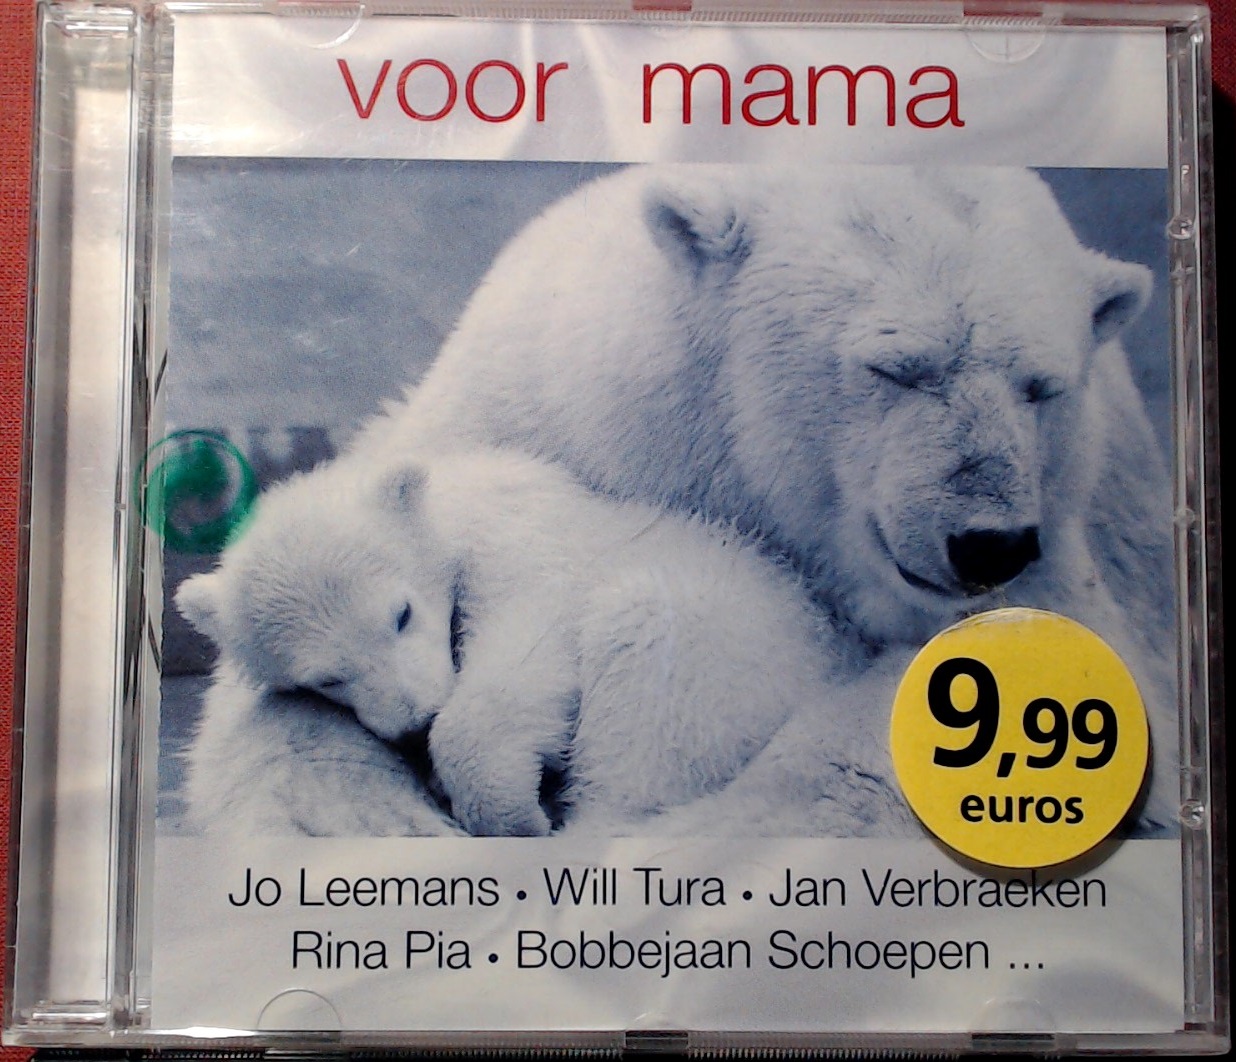 voor mama
9,99
euros
Jo Leemans • Will Tura • Jan Verbraeken
Rina Pia • Bobbejaan Schoepen ...